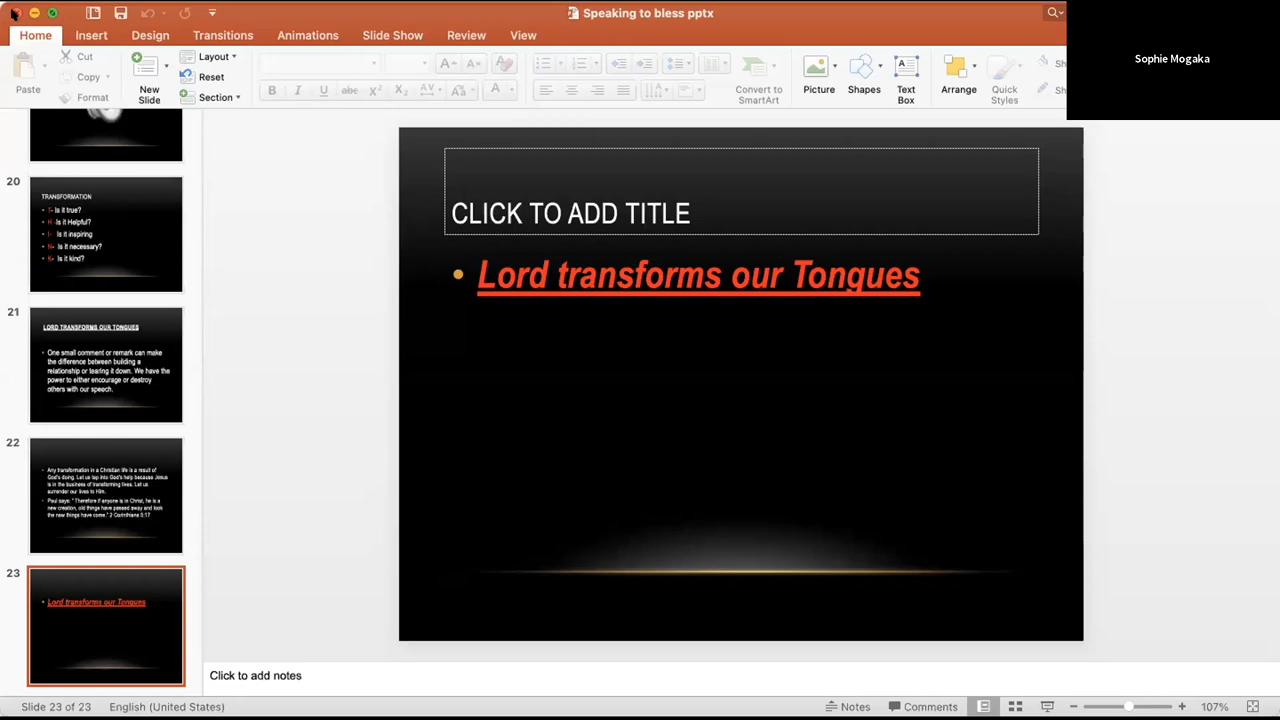 Speaking to bless pptx
Home Insert Design Transitions Animations Slide Show Review View
Sophie Mogaka
Paste
Cut
Copy
Format
New Slide
Layout
Reset
Section
Convert to SmartArt
Picture
Shapes
Text Box
Arrange
Quick Styles
Sh
Sh
20
TRANSFORMATION
• T- Is it true?
• H -Is it Helpful?
• I- Is it inspiring
• N- Is it necessary?
• K- Is it kind?
21
LORD TRANSFORMS OUR TONGUES
One small comment or remark can make
the difference between building a
relationship or tearing it down. We have the
power to either encourage or destroy
others with our speech.
22
• Any transformation in a Christian life is a result of
God's doing. Let us tap into God's help because Jesus
is in the business of transforming lives. Let us
surrender our lives to Him.
• Paul says: " Therefore if anyone is in Christ, he is a
new creation, old things have passed away and look
the new things have come." 2 Corinthians 5:17
23
• Lord transforms our Tongues
CLICK TO ADD TITLE
• Lord transforms our Tongues
Click to add notes
Slide 23 of 23 English (United States) Notes Comments 107%